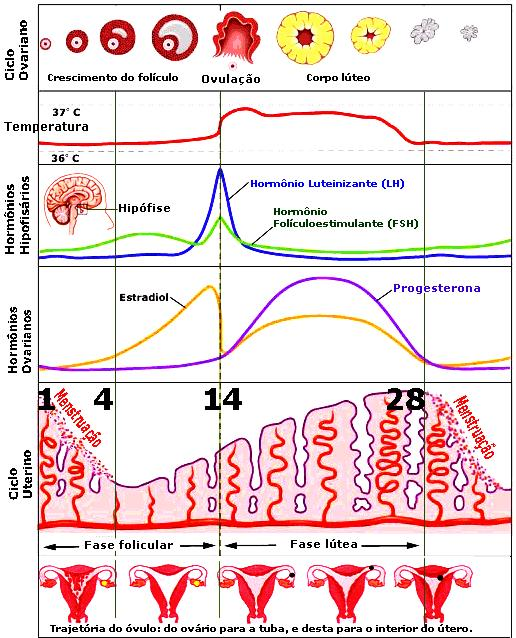 Ciclo
Ovariano
Crescimento do folículo
Ovulação
Corpo lúteo
37° C
Temperatura
36° C
Hormônios
Hipofisários
Hipófise
Hormônio Luteinizante (LH)
Hormônio
Folículoestimulante (FSH)
Hormônios
Ovarianos
Estradiol
Progesterona
Ciclo
Uterino
1 4 14 28
Menstruação
Menstruação
Fase folicular
Fase lútea
Trajetória do óvulo: do ovário para a tuba, e desta para o interior do útero.